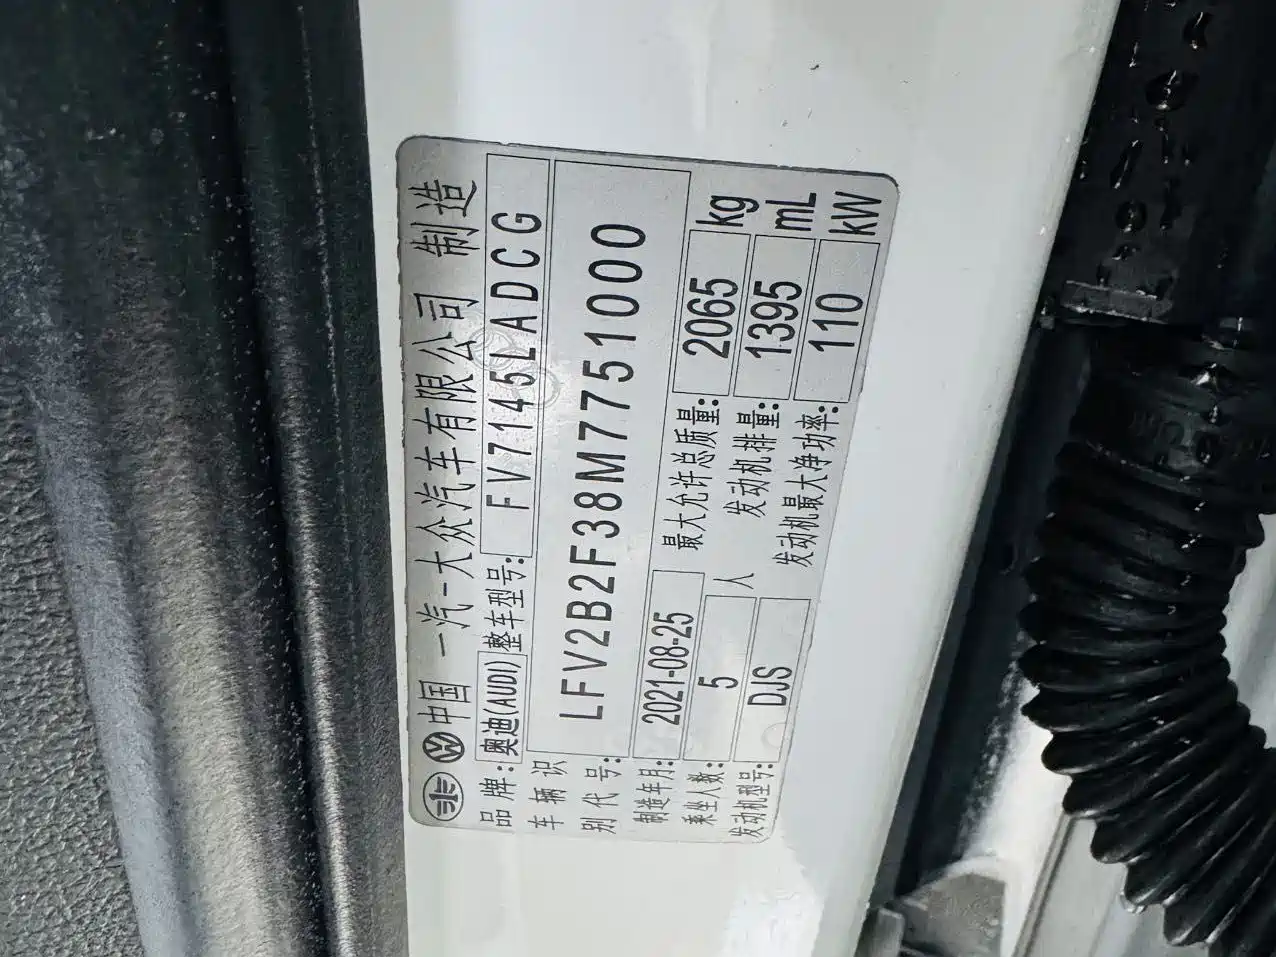 中国 一汽-大众汽车有限公司 制造
品牌: 奥迪(AUDI) 整车型号: FV7145LADCG
车辆识别代号: LFV2B2F38M7751000
制造年月: 2021-08-25 最大允许总质量: 2065 kg
乘坐人数: 5 人 发动机排量: 1395 mL
发动机型号: DJS 发动机最大净功率: 110 kW